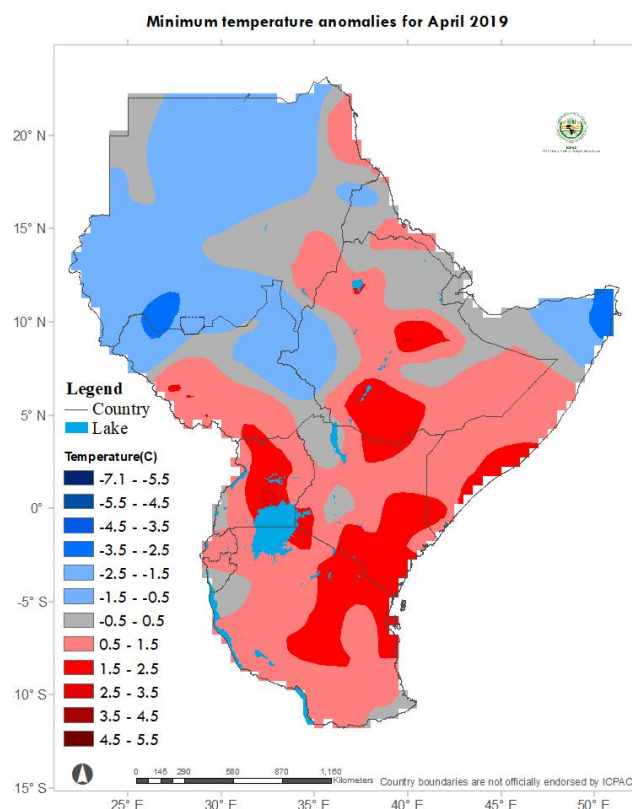 Minimum temperature anomalies for April 2019
20° N
15° N
10° N
5° N
0°
-5° S
-10° S
15° S
25° E
30° E
35° E
40° E
45° E
50° E
Legend
Country
Lake
Temperature(C)
-7.1 - -5.5
-5.5 - -4.5
-4.5 - -3.5
-3.5 - -2.5
-2.5 - -1.5
-1.5 - -0.5
-0.5 - 0.5
0.5 - 1.5
1.5 - 2.5
2.5 - 3.5
3.5 - 4.5
4.5 - 5.5
0 145 290 580 870 1,160
Kilometers
Country boundaries are not officially endorsed by ICPAC